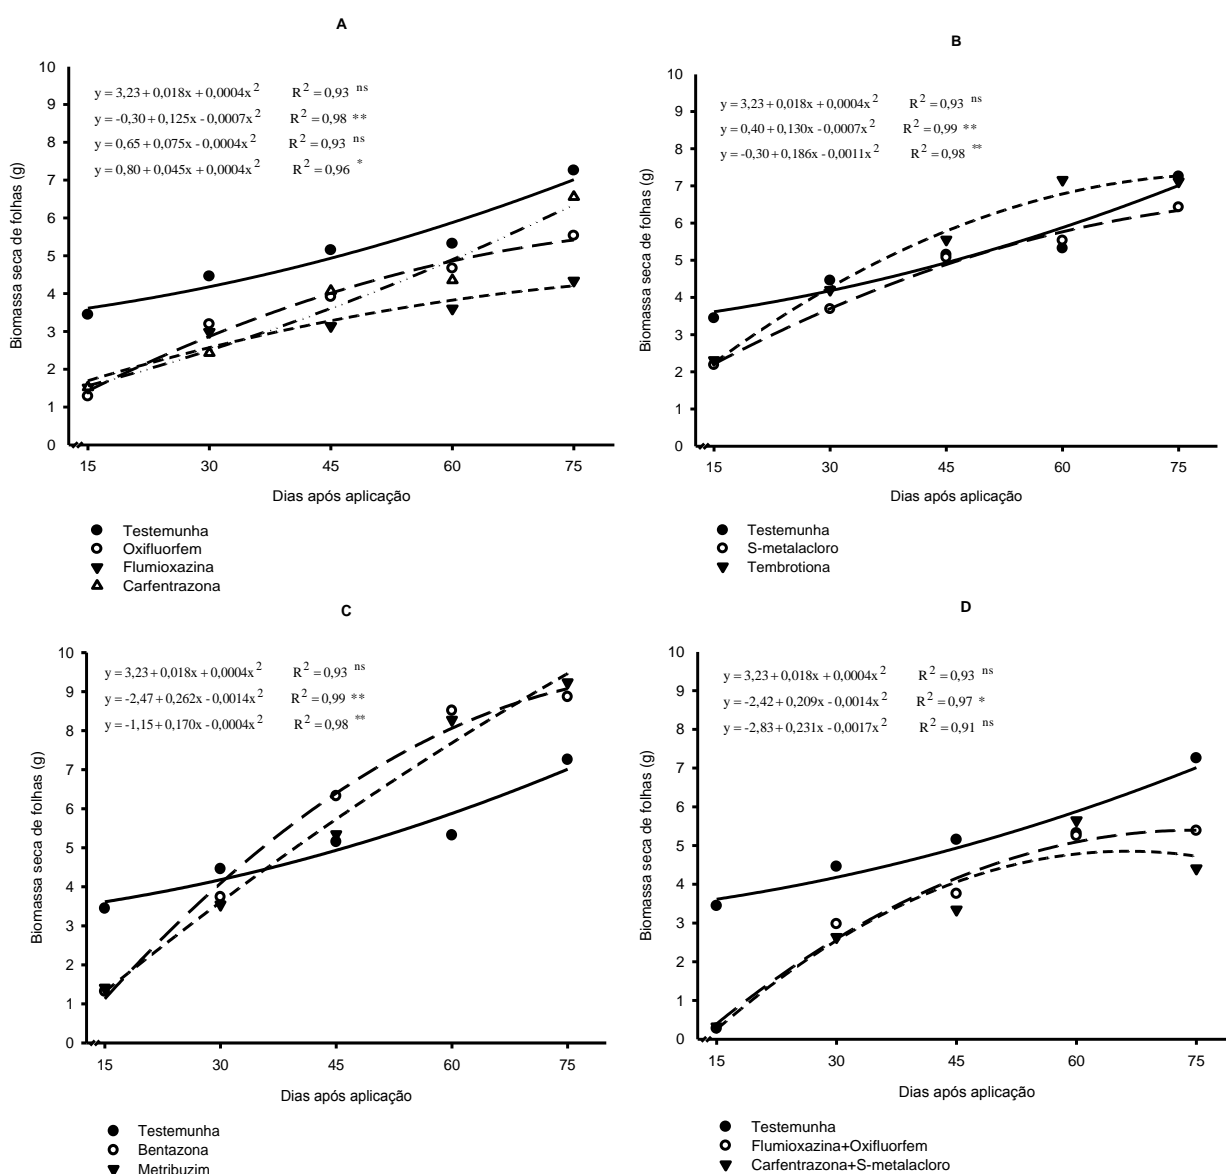 A
Biomassa seca de folhas (g)
10
9
8
7
6
5
4
3
2
1
0
y = 3,23 + 0,018x + 0,0004x² R² = 0,93 ns
y = -0,30 + 0,125x - 0,0007x² R² = 0,98 **
y = 0,65 + 0,075x - 0,0004x² R² = 0,93 ns
y = 0,80 + 0,045x + 0,0004x² R² = 0,96 *
15 30 45 60 75
Dias após aplicação
Testemunha
Oxifluorfem
Flumioxazina
Carfentrazona
B
Biomassa seca de folhas (g)
10
9
8
7
6
5
4
3
2
1
0
y = 3,23 + 0,018x + 0,0004x² R² = 0,93 ns
y = 0,40 + 0,130x - 0,0007x² R² = 0,99 **
y = -0,30 + 0,186x - 0,0011x² R² = 0,98 **
15 30 45 60 75
Dias após aplicação
Testemunha
S-metalacloro
Tembrotiona
C
Biomassa seca de folhas (g)
10
9
8
7
6
5
4
3
2
1
0
y = 3,23 + 0,018x + 0,0004x² R² = 0,93 ns
y = -2,47 + 0,262x - 0,0014x² R² = 0,99 **
y = -1,15 + 0,170x - 0,0004x² R² = 0,98 **
15 30 45 60 75
Dias após aplicação
Testemunha
Bentazona
Metribuzim
D
Biomassa seca de folhas (g)
10
9
8
7
6
5
4
3
2
1
0
y = 3,23 + 0,018x + 0,0004x² R² = 0,93 ns
y = -2,42 + 0,209x - 0,0014x² R² = 0,97 *
y = -2,83 + 0,231x - 0,0017x² R² = 0,91 ns
15 30 45 60 75
Dias após aplicação
Testemunha
Flumioxazina+Oxifluorfem
Carfentrazona+S-metalacloro